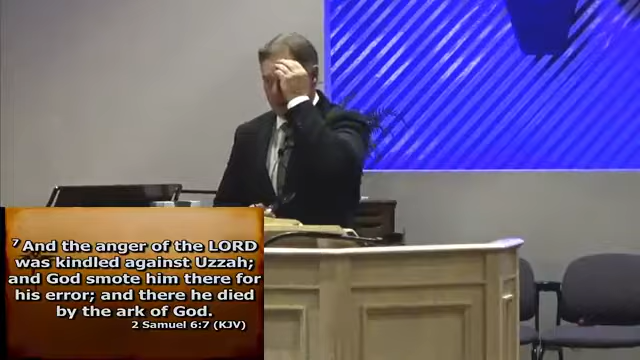 ⁷ And the anger of the LORD
was kindled against Uzzah;
and God smote him there for
his error; and there he died
by the ark of God.
2 Samuel 6:7 (KJV)